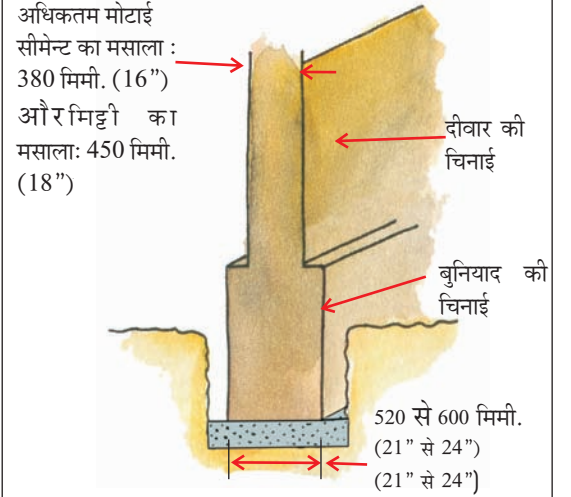 अधिकतम मोटाई
सीमेन्ट का मसाला :
380 मिमी. (16”)
और मिट्टी का
मसालाः 450 मिमी.
(18”)
दीवार की
चिनाई
बुनियाद की
चिनाई
520 से 600 मिमी.
(21” से 24”)
(21” से 24”)